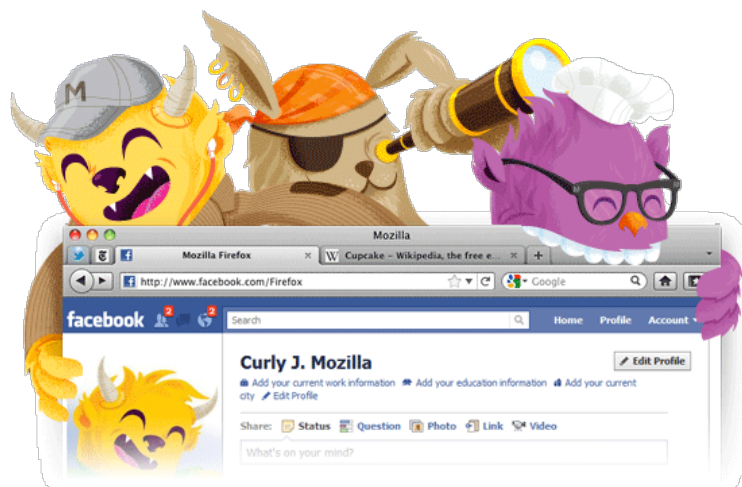 M
M
Mozilla
Mozilla Firefox
Cupcake – Wikipedia, the free e...
http://www.facebook.com/Firefox
Google
facebook 2 2 Search Home Profile Account
Curly J. Mozilla
Edit Profile
Add your current work information Add your education information Add your current
city Edit Profile
Share: Status Question Photo Link Video
What's on your mind?